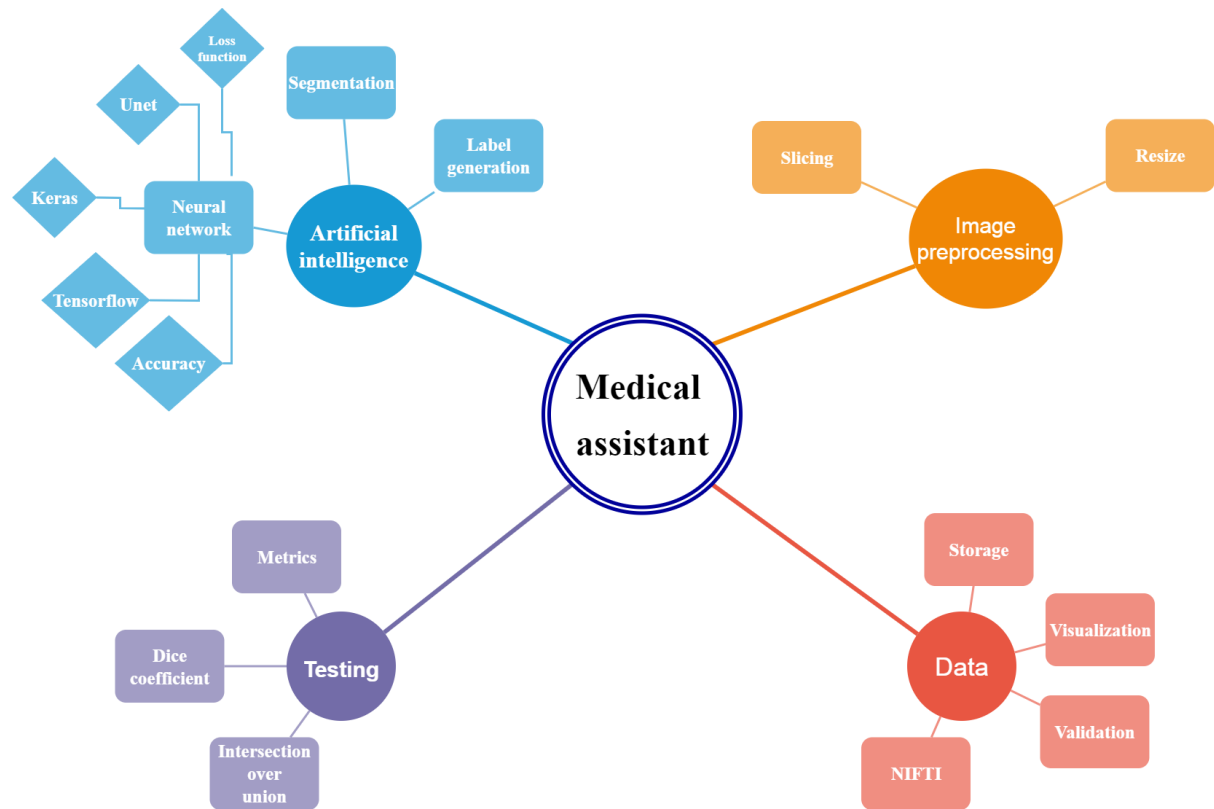 Loss
function
Unet
Keras
Neural
network
Tensorflow
Accuracy
Segmentation
Label
generation
Artificial
intelligence
Slicing
Resize
Image
preprocessing
Medical
assistant
Metrics
Dice
coefficient
Testing
Intersection
over
union
Storage
Visualization
Data
Validation
NIFTI